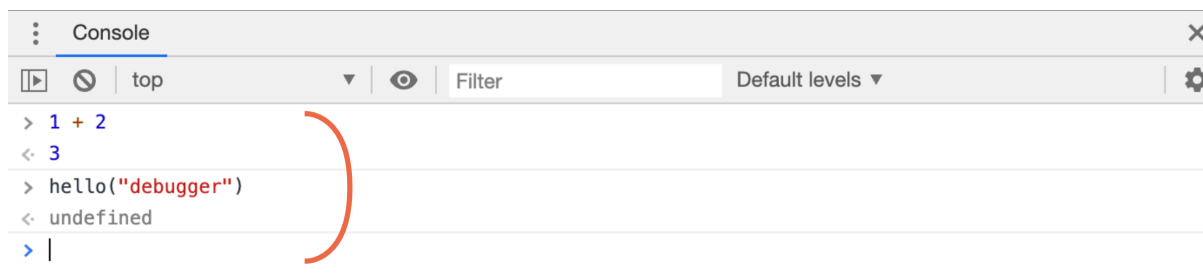 Console
top Filter Default levels
> 1 + 2
3
> hello("debugger")
undefined
>